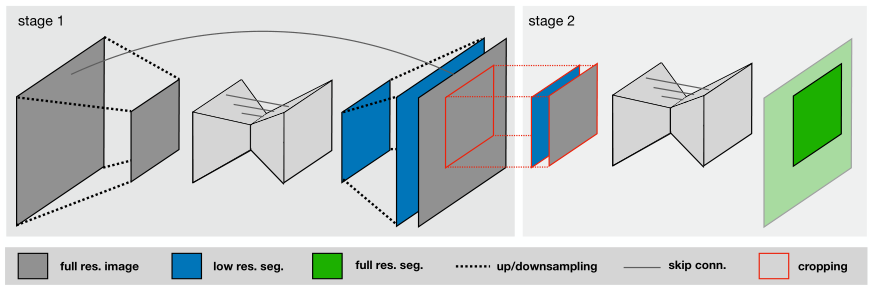 stage 1
stage 2
full res. image
low res. seg.
full res. seg.
up/downsampling
skip conn.
cropping